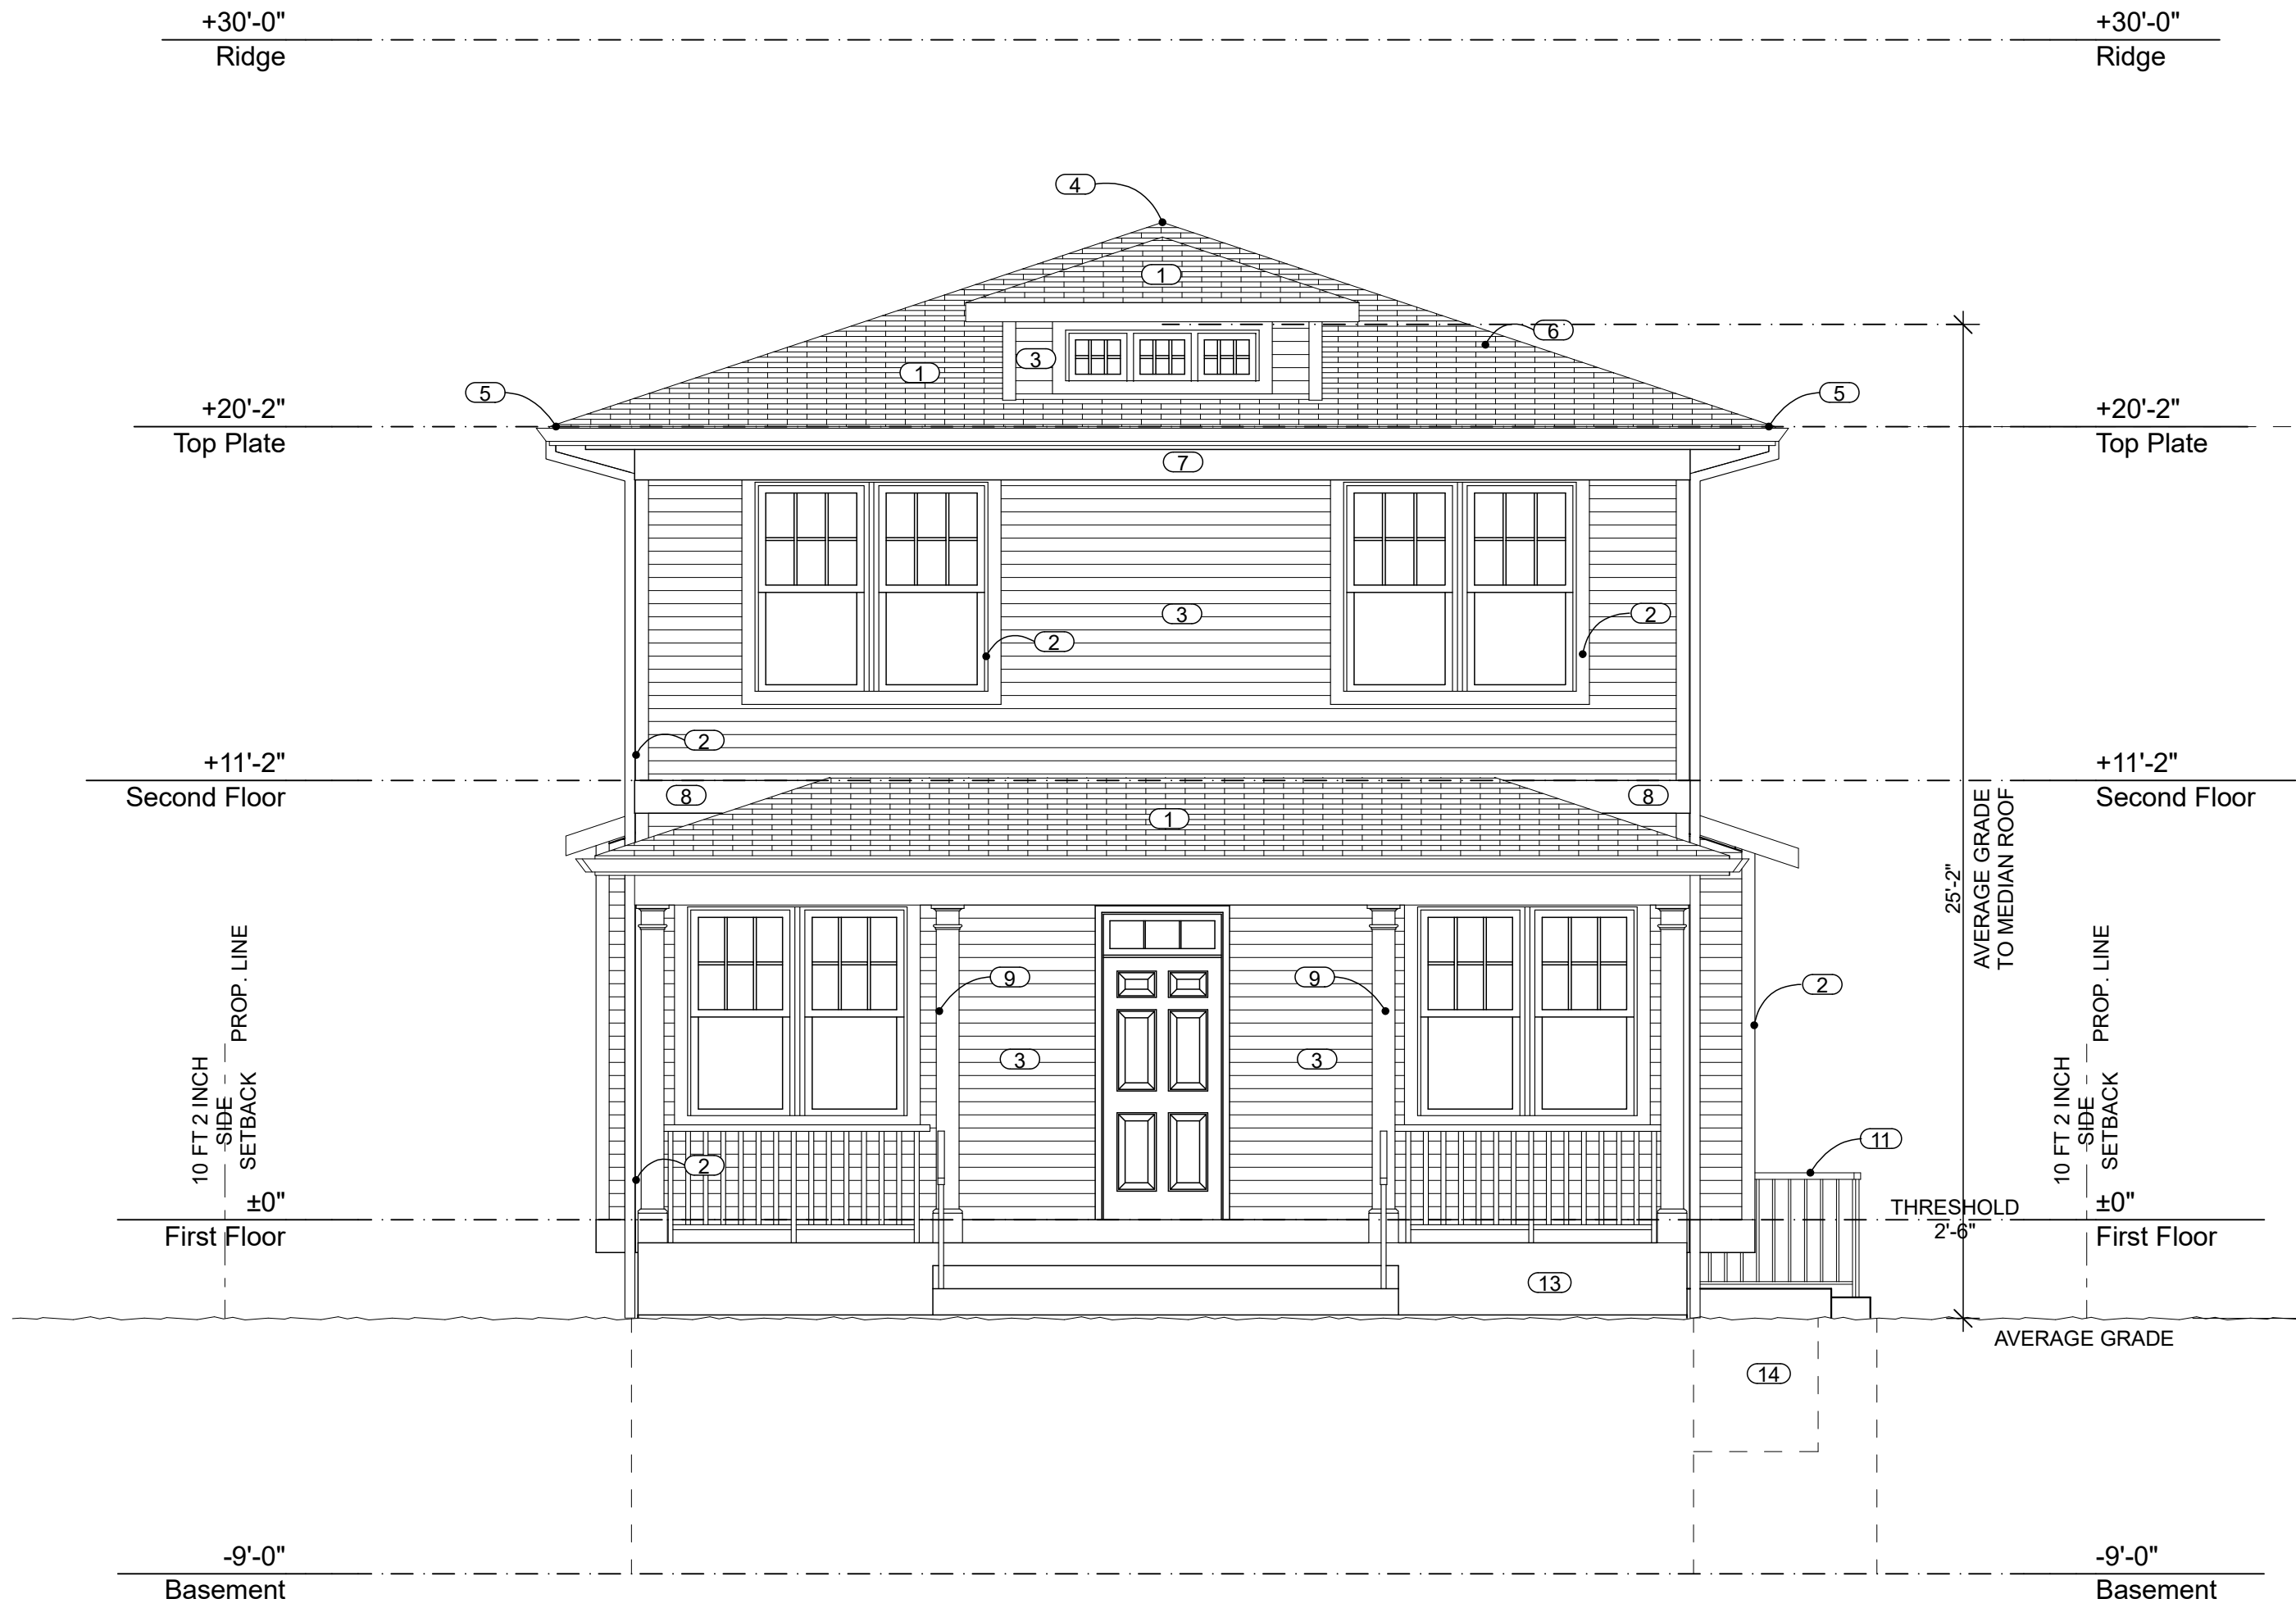 +30'-0"
Ridge
+30'-0"
Ridge
4
1
6
3
1
5
5
+20'-2"
Top Plate
+20'-2"
Top Plate
7
3
2
2
2
+11'-2"
Second Floor
+11'-2"
Second Floor
8
8
1
25'-2"
AVERAGE GRADE
TO MEDIAN ROOF
9
9
2
PROP. LINE
PROP. LINE
3
3
10 FT 2 INCH
SIDE
SETBACK
10 FT 2 INCH
SIDE
SETBACK
11
2
±0"
First Floor
THRESHOLD
2'-6"
±0"
First Floor
13
AVERAGE GRADE
14
-9'-0"
Basement
-9'-0"
Basement